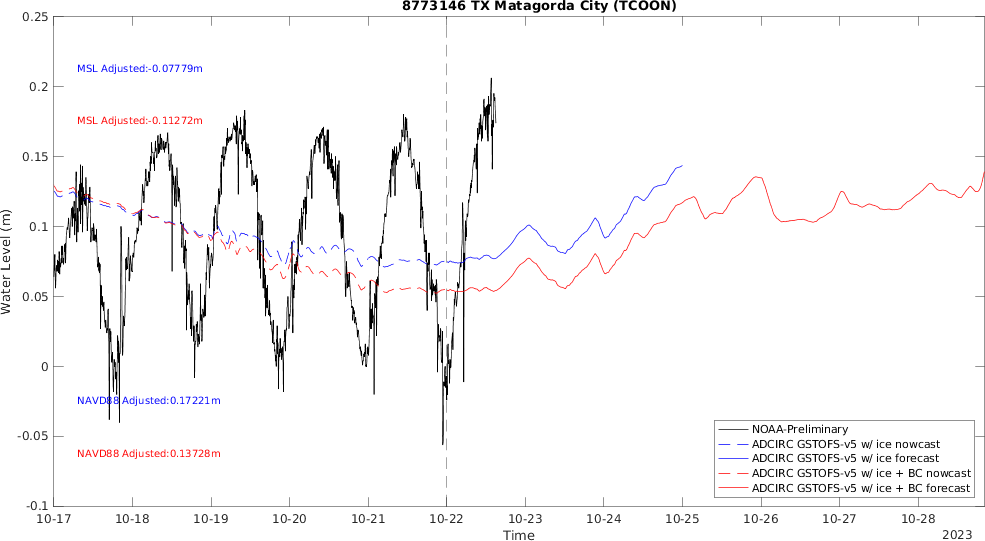 8773146 TX Matagorda City (TCOON)
0.25
0.2
0.15
0.1
0.05
0
-0.05
-0.1
Water Level (m)
MSL Adjusted:-0.07779m
MSL Adjusted:-0.11272m
NAVD88 Adjusted:0.17221m
NAVD88 Adjusted:0.13728m
NOAA-Preliminary
ADCIRC GSTOFS-v5 w/ ice nowcast
ADCIRC GSTOFS-v5 w/ ice forecast
ADCIRC GSTOFS-v5 w/ ice + BC nowcast
ADCIRC GSTOFS-v5 w/ ice + BC forecast
10-17 10-18 10-19 10-20 10-21 10-22 10-23 10-24 10-25 10-26 10-27 10-28
Time
2023